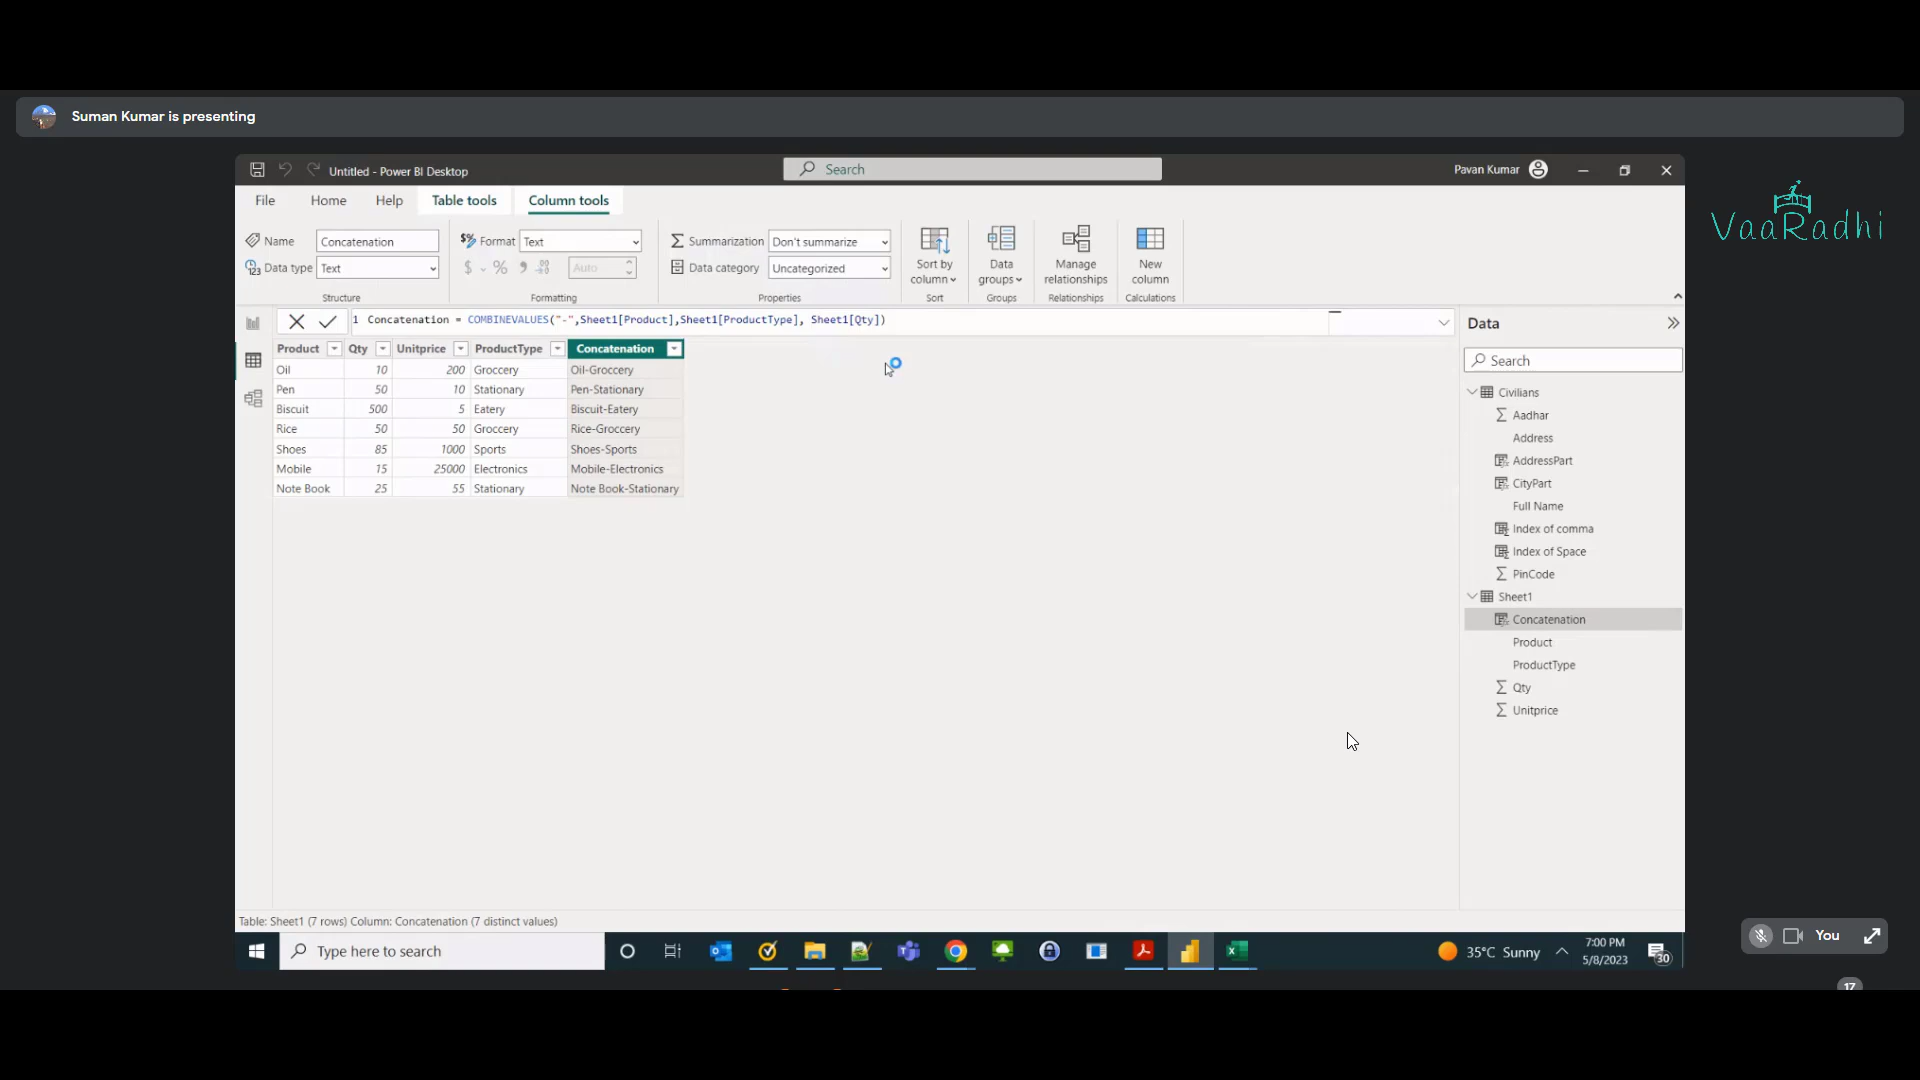 Suman Kumar is presenting
VaaRadhi
Untitled - Power BI Desktop
Search
Pavan Kumar
File Home Help Table tools Column tools
Name Concatenation
Format Text
Summarization Don't summarize
Data type Text
$ % Auto
Data category Uncategorized
Sort by column
Data groups
Manage relationships
New column
Structure Formatting Properties Sort Groups Relationships Calculations
1 Concatenation = COMBINEVALUES("-",Sheet1[Product],Sheet1[ProductType], Sheet1[Qty])
Product Qty Unitprice ProductType Concatenation
Oil 10 200 Groccery Oil-Groccery
Pen 50 10 Stationary Pen-Stationary
Biscuit 500 5 Eatery Biscuit-Eatery
Rice 50 50 Groccery Rice-Groccery
Shoes 85 1000 Sports Shoes-Sports
Mobile 15 25000 Electronics Mobile-Electronics
Note Book 25 55 Stationary Note Book-Stationary
Data
Search
Civilians
Aadhar
Address
AddressPart
CityPart
Full Name
Index of comma
Index of Space
PinCode
Sheet1
Concatenation
Product
ProductType
Qty
Unitprice
Table: Sheet1 (7 rows) Column: Concatenation (7 distinct values)
Type here to search
35°C Sunny
7:00 PM
5/8/2023
30
You
17